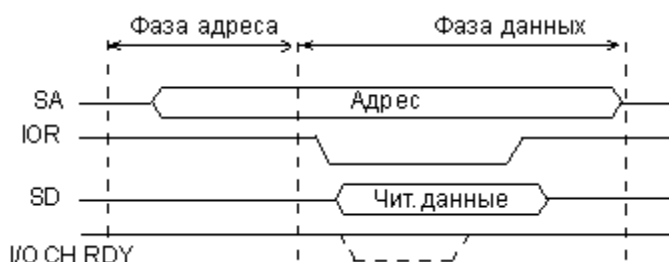 Фаза адреса Фаза данных
SA Адрес
IOR
SD Чит. данные
I/O CH RDY